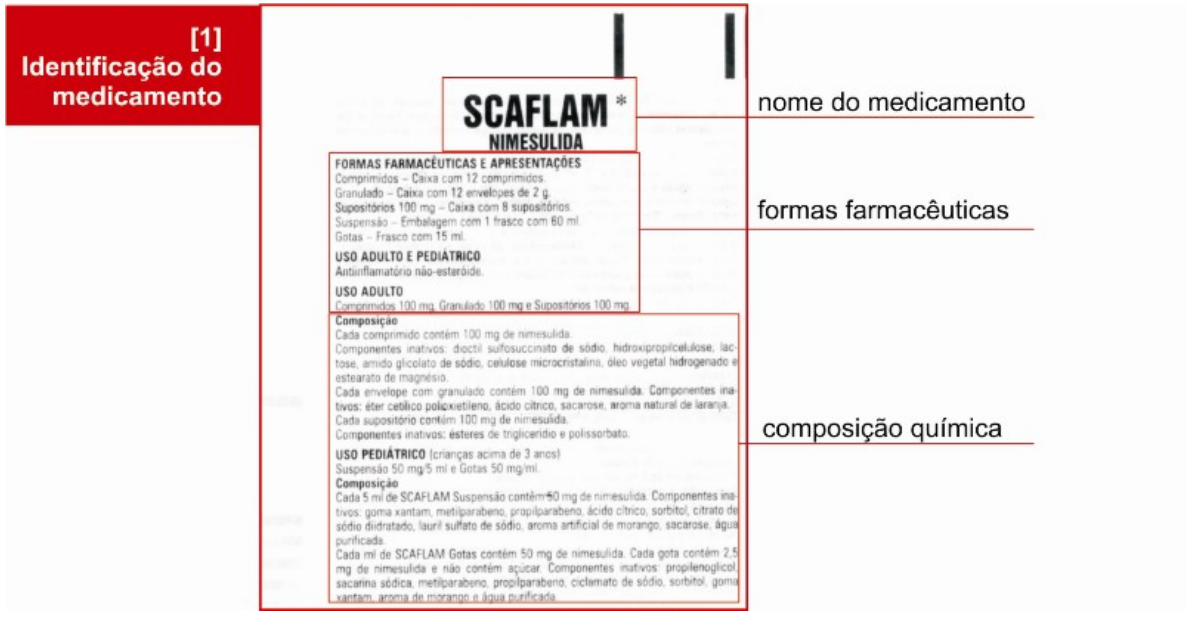 [1]
Identificação do
medicamento
SCAFLAM*
NIMESULIDA
nome do medicamento
FORMAS FARMACÊUTICAS E APRESENTAÇÕES
Comprimidos – Caixa com 12 comprimidos.
Granulado – Caixa com 12 envelopes de 2 g.
Supositórios 100 mg – Caixa com 8 supositórios.
Suspensão – Embalagem com 1 frasco com 60 ml.
Gotas – Frasco com 15 ml.
USO ADULTO E PEDIÁTRICO
Antiinflamatório não-esteróide.
USO ADULTO
Comprimidos 100 mg, Granulado 100 mg e Supositórios 100 mg.
formas farmacêuticas
Composição
Cada comprimido contém 100 mg de nimesulida.
Componentes inativos: dioctil sulfosuccinato de sódio, hidroxipropilcelulose, lac-
tose, amido glicolato de sódio, celulose microcristalina, óleo vegetal hidrogenado e
estearato de magnésio.
Cada envelope com granulado contém 100 mg de nimesulida. Componentes ina-
tivos: éter cetílico polioxietileno, ácido cítrico, sacarose, aroma natural de laranja.
Cada supositório contém 100 mg de nimesulida.
Componentes inativos: ésteres de triglicerídio e polissorbato.
USO PEDIÁTRICO (crianças acima de 3 anos)
Suspensão 50 mg/5 ml e Gotas 50 mg/ml.
Composição
Cada 5 ml de SCAFLAM Suspensão contém 50 mg de nimesulida. Componentes ina-
tivos: goma xantam, metilparabeno, propilparabeno, ácido cítrico, sorbitol, citrato de
sódio diidratado, lauril sulfato de sódio, aroma artificial de morango, sacarose, água
purificada.
Cada ml de SCAFLAM Gotas contém 50 mg de nimesulida. Cada gota contém 2,5
mg de nimesulida e não contém açúcar. Componentes inativos: propilenoglicol,
sacarina sódica, metilparabeno, propilparabeno, ciclamato de sódio, sorbitol, goma
xantam, aroma de morango e água purificada.
composição química